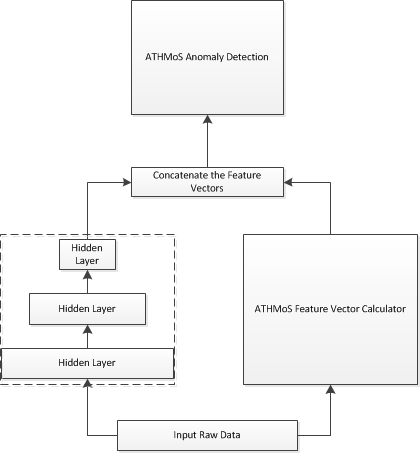 ATHMoS Anomaly Detection
Concatenate the Feature
Vectors
Hidden
Layer
Hidden Layer
ATHMoS Feature Vector Calculator
Hidden Layer
Input Raw Data